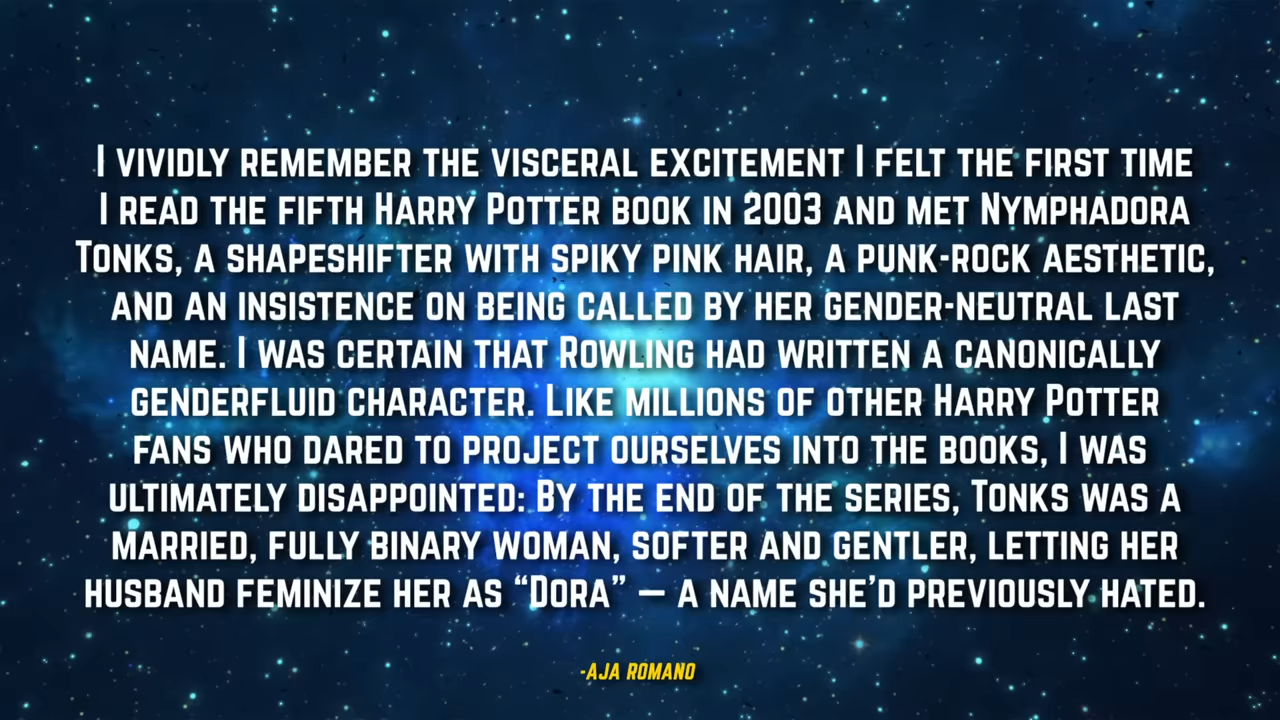 I VIVIDLY REMEMBER THE VISCERAL EXCITEMENT I FELT THE FIRST TIME
I READ THE FIFTH HARRY POTTER BOOK IN 2003 AND MET NYMPHADORA
TONKS, A SHAPESHIFTER WITH SPIKY PINK HAIR, A PUNK-ROCK AESTHETIC,
AND AN INSISTENCE ON BEING CALLED BY HER GENDER-NEUTRAL LAST
NAME. I WAS CERTAIN THAT ROWLING HAD WRITTEN A CANONICALLY
GENDERFLUID CHARACTER. LIKE MILLIONS OF OTHER HARRY POTTER
FANS WHO DARED TO PROJECT OURSELVES INTO THE BOOKS, I WAS
ULTIMATELY DISAPPOINTED: BY THE END OF THE SERIES, TONKS WAS A
MARRIED, FULLY BINARY WOMAN, SOFTER AND GENTLER, LETTING HER
HUSBAND FEMINIZE HER AS “DORA” — A NAME SHE’D PREVIOUSLY HATED.
-AJA ROMANO